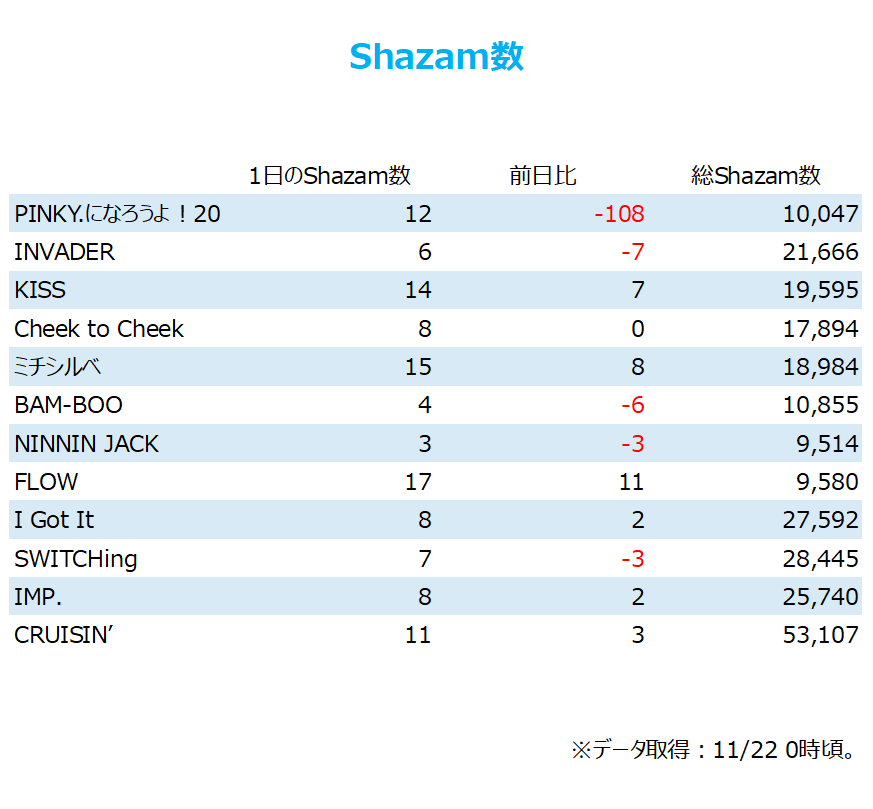 Shazam数
1日のShazam数 前日比 総Shazam数
PINKY.になろうよ！20 12 -108 10,047
INVADER 6 -7 21,666
KISS 14 7 19,595
Cheek to Cheek 8 0 17,894
ミチシルベ 15 8 18,984
BAM-BOO 4 -6 10,855
NINNIN JACK 3 -3 9,514
FLOW 17 11 9,580
I Got It 8 2 27,592
SWITCHing 7 -3 28,445
IMP. 8 2 25,740
CRUISIN’ 11 3 53,107
※データ取得：11/22 0時頃。